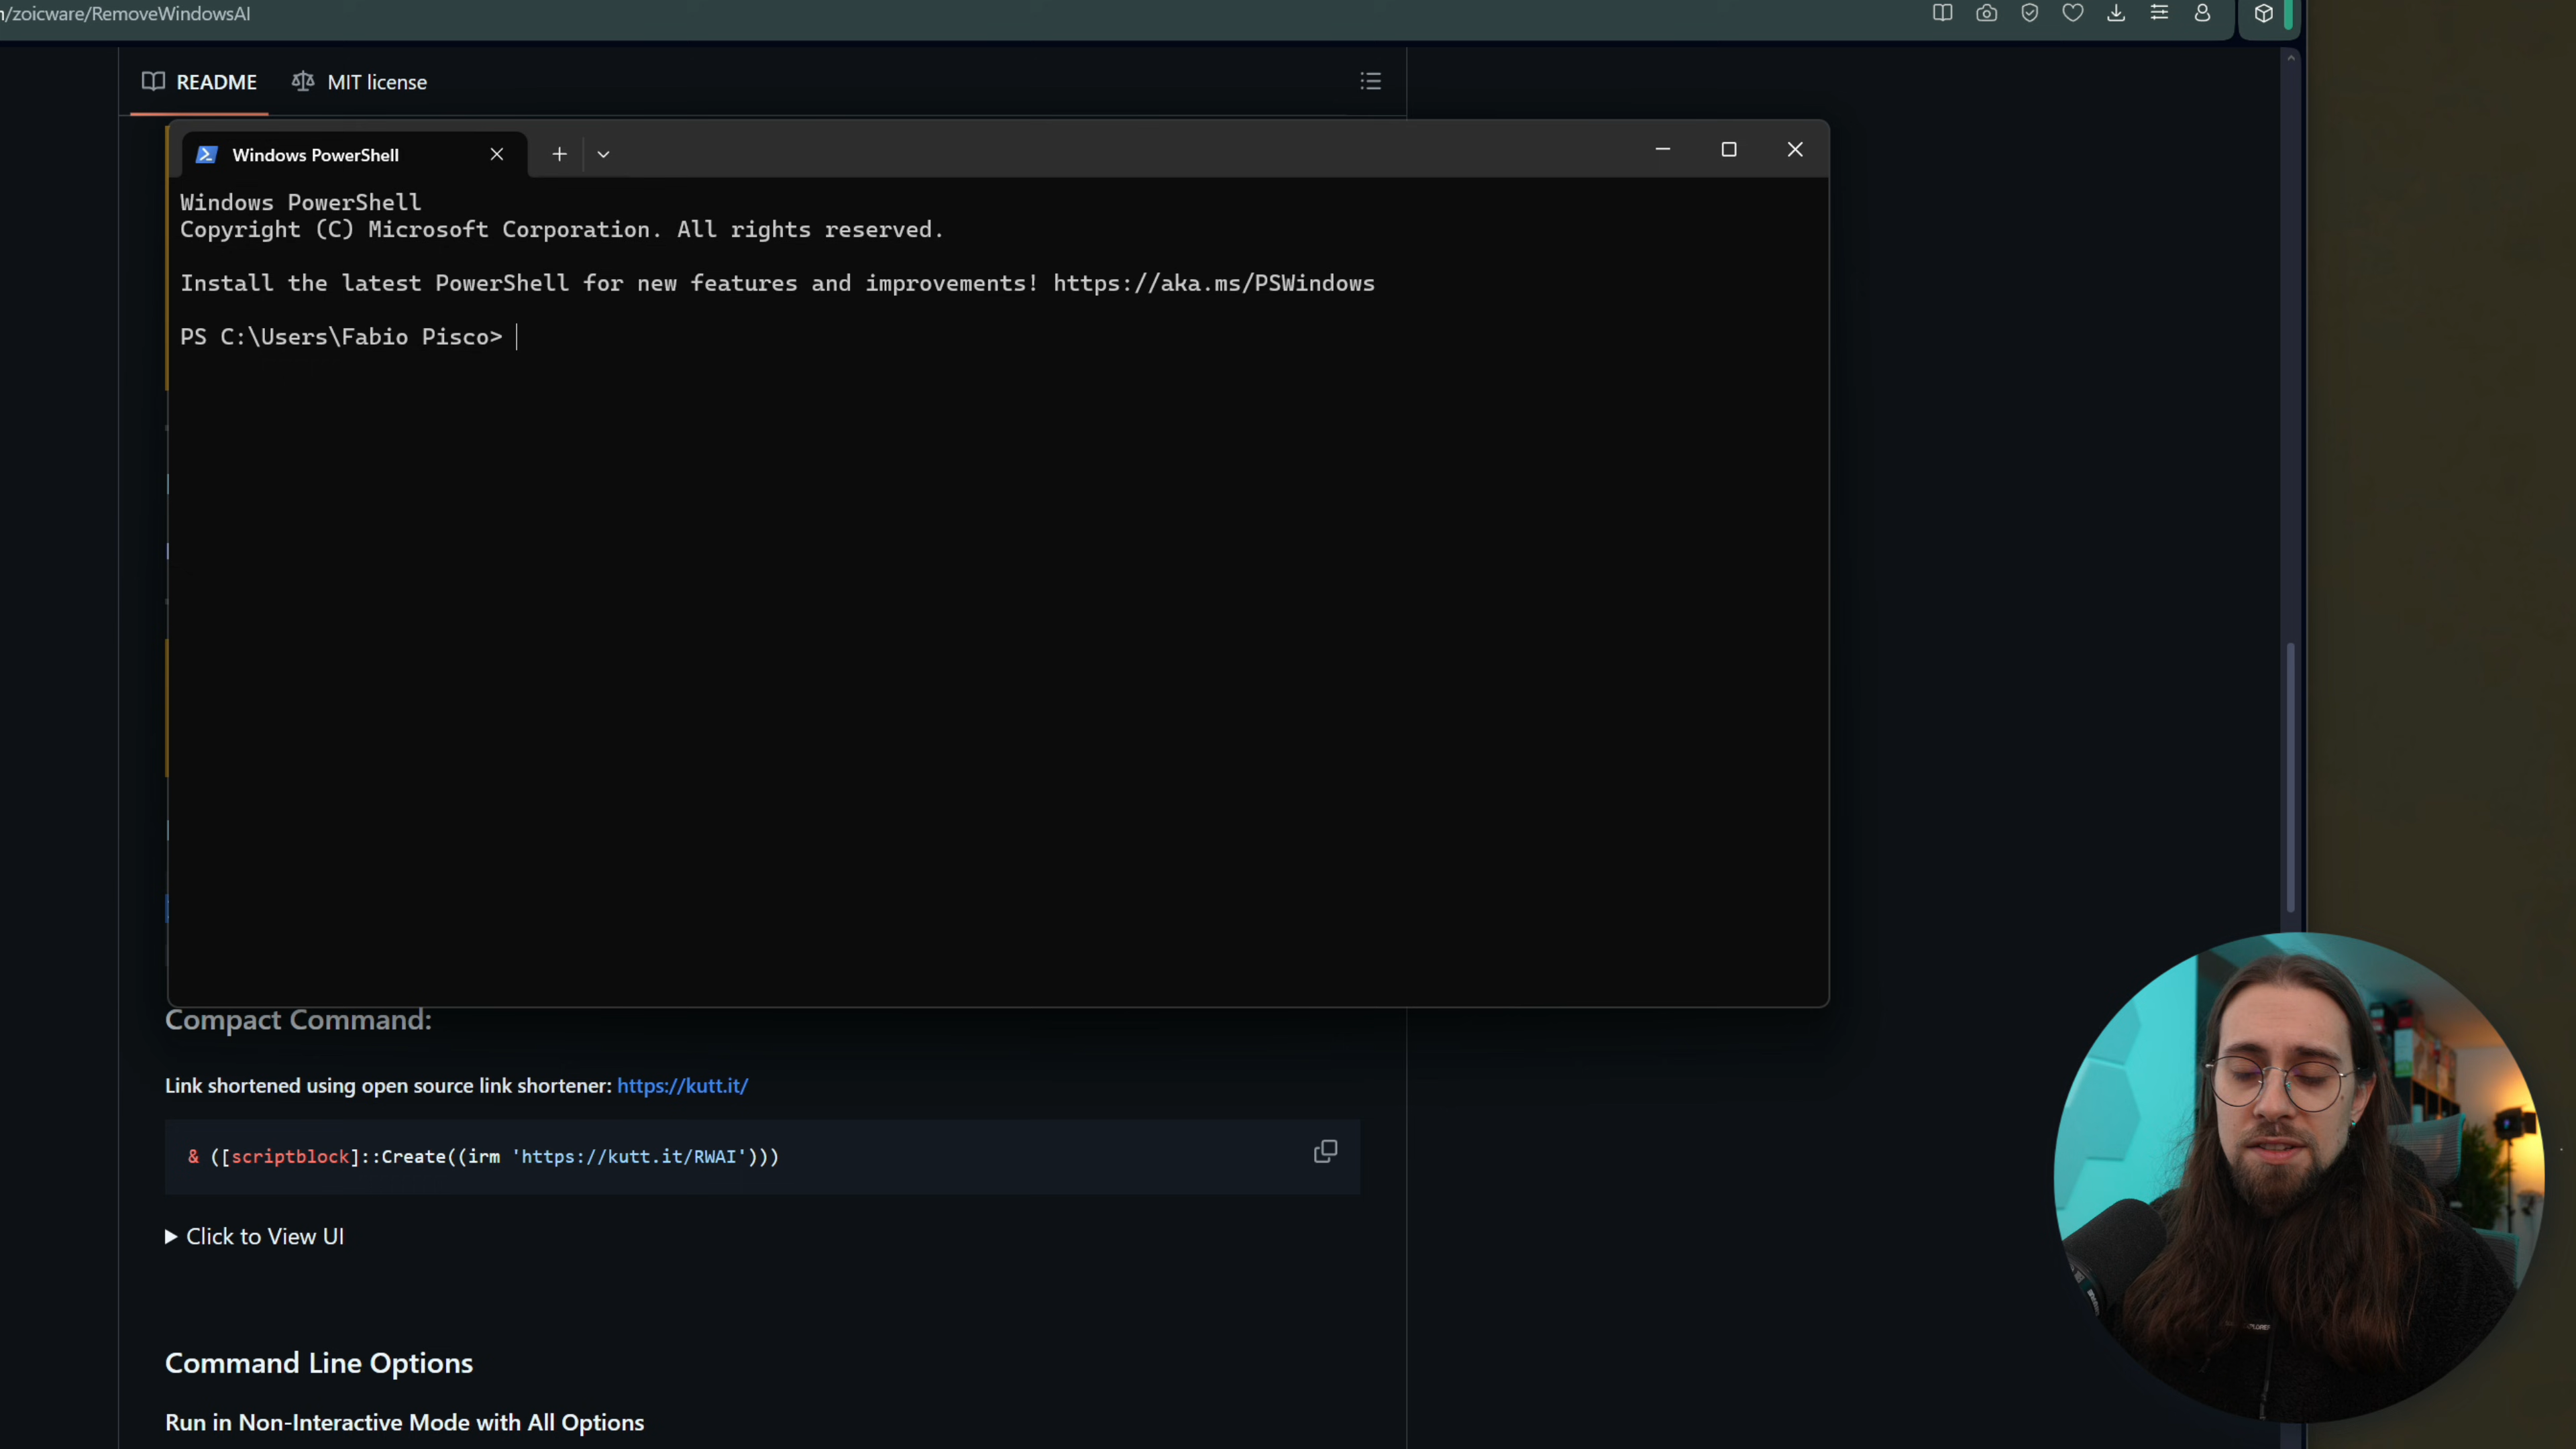 /zoicware/RemoveWindowsAI
README
MIT license
Windows PowerShell
Windows PowerShell
Copyright (C) Microsoft Corporation. All rights reserved.
Install the latest PowerShell for new features and improvements! https://aka.ms/PSWindows
PS C:\Users\Fabio Pisco>
Compact Command:
Link shortened using open source link shortener: https://kutt.it/
& ([scriptblock]::Create((irm 'https://kutt.it/RWAI')))
Click to View UI
Command Line Options
Run in Non-Interactive Mode with All Options